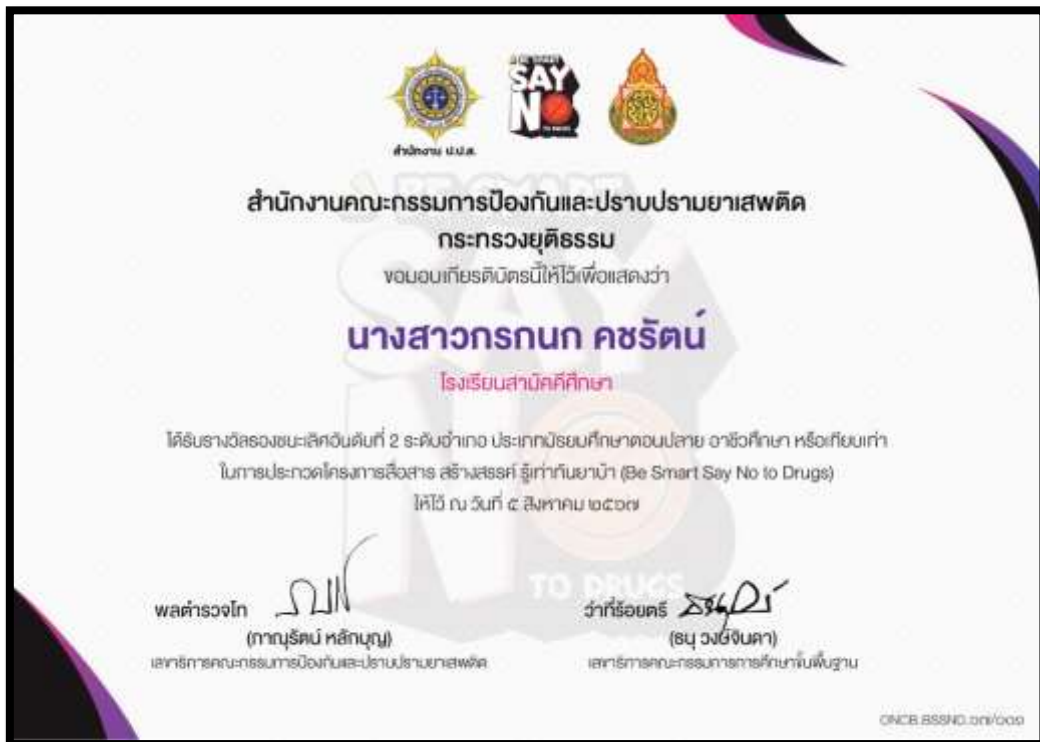 BE SMART
SAY
NO
TO DRUGS
สำนักงาน ป.ป.ส.
สำนักงานคณะกรรมการป้องกันและปราบปรามยาเสพติด
กระทรวงยุติธรรม
ขอมอบเกียรติบัตรนี้ให้ไว้เพื่อแสดงว่า
นางสาวกรกนก คชรัตน์
โรงเรียนสามัคคีศึกษา
ได้รับรางวัลรองชนะเลิศอันดับที่ 2 ระดับอำเภอ ประเภทมัธยมศึกษาตอนปลาย อาชีวศึกษา หรือเทียบเท่า
ในการประกวดโครงการสื่อสาร สร้างสรรค์ รู้เท่าทันยาบ้า (Be Smart Say No to Drugs)
ให้ไว้ ณ วันที่ ๕ สิงหาคม ๒๕๖๗
พลตำรวจโท
ว่าที่ร้อยตรี
(ภาณุรัตน์ หลักบุญ)
(ธนุ วงษ์จินดา)
เลขาธิการคณะกรรมการป้องกันและปราบปรามยาเสพติด
เลขาธิการคณะกรรมการการศึกษาขั้นพื้นฐาน